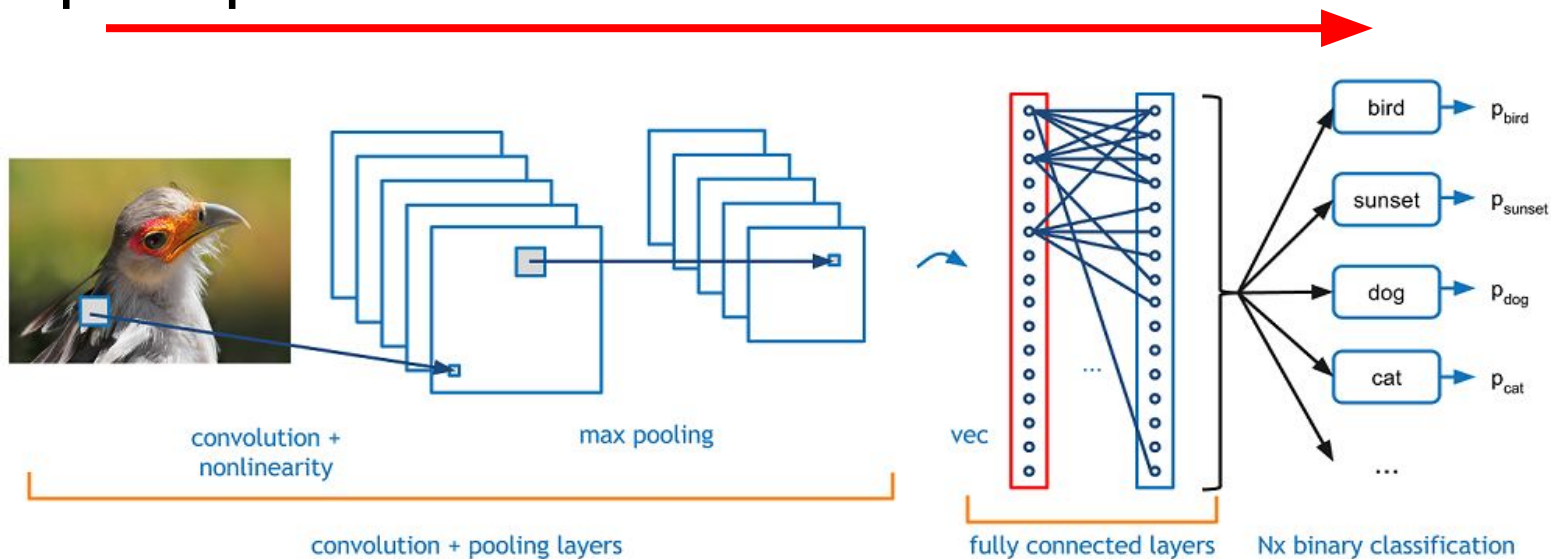 bird
p_bird
sunset
p_sunset
dog
p_dog
cat
p_cat
...
...
convolution +
nonlinearity
max pooling
vec
convolution + pooling layers
fully connected layers
Nx binary classification